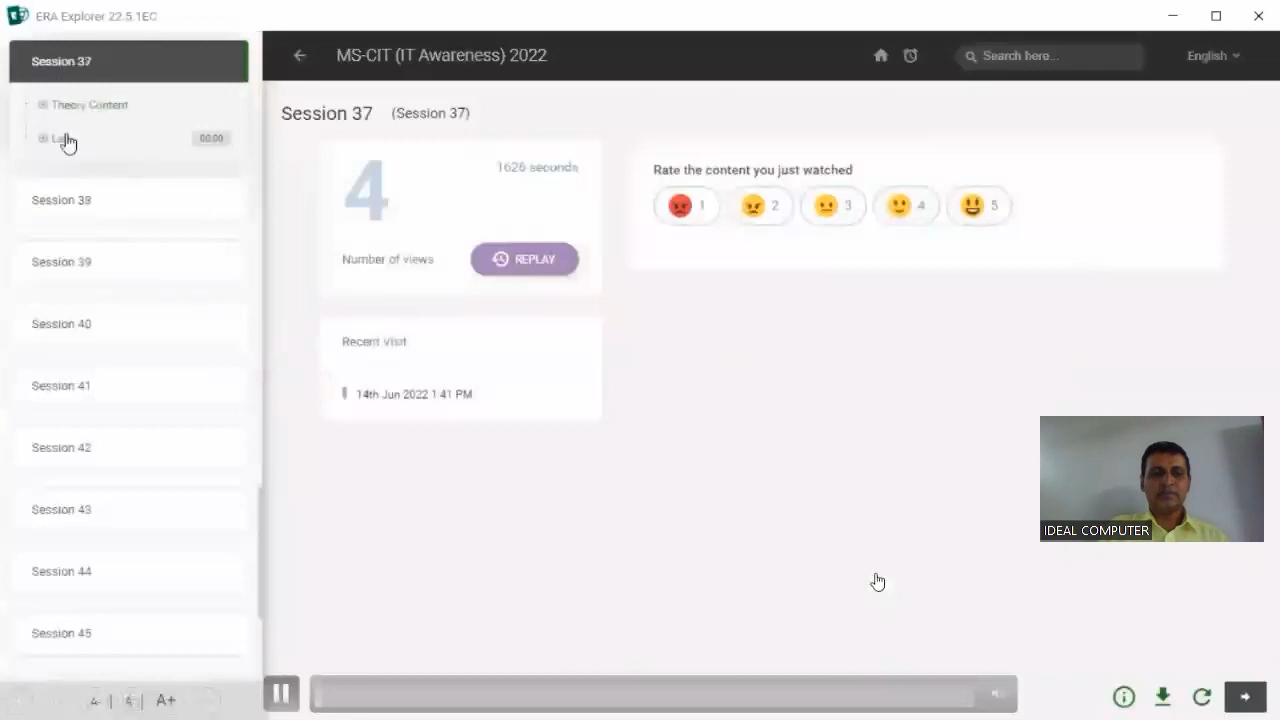 ERA Explorer 22.5.1EC
Session 37
Theory Content
00:00
Session 38
Session 39
Session 40
Session 41
Session 42
Session 43
Session 44
Session 45
A+
MS-CIT (IT Awareness) 2022
Search here...
English
Session 37 (Session 37)
4
1626 seconds
Number of views
REPLAY
Recent Visit
14th Jun 2022 1:41 PM
Rate the content you just watched
1 2 3 4 5
IDEAL COMPUTER